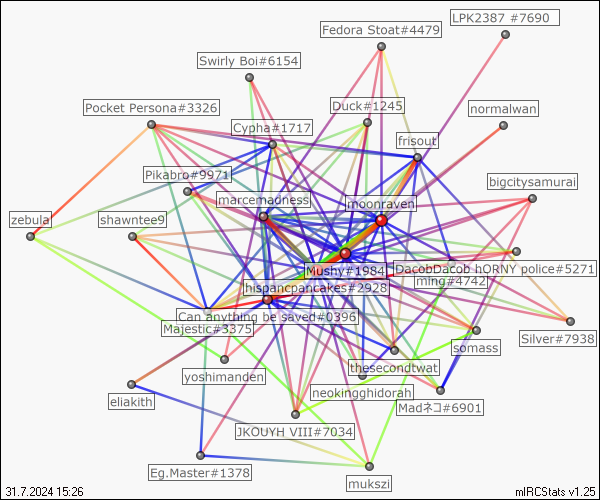 LPK2387 #7690
Fedora Stoat#4479
Swirly Boi#6154
Pocket Persona#3326
Duck#1245
normalwan
Cypha#1717
frisout
Pikabro#9971
bigcitysamurai
marcemadness
moonraven
zebula
shawntee9
Mushy#1984
DacobDacob hORNY police#5271
ming#4742
hispanicpancakes#2928
Can anything be saved#0396
Majestic#3375
somass
Silver#7938
yoshimanden
thesecondtwat
neokingghidorah
eliakith
Madネコ#6901
JKOUYH VIII#7034
Eg.Master#1378
mukszi
31.7.2024 15:26
mIRCStats v1.25